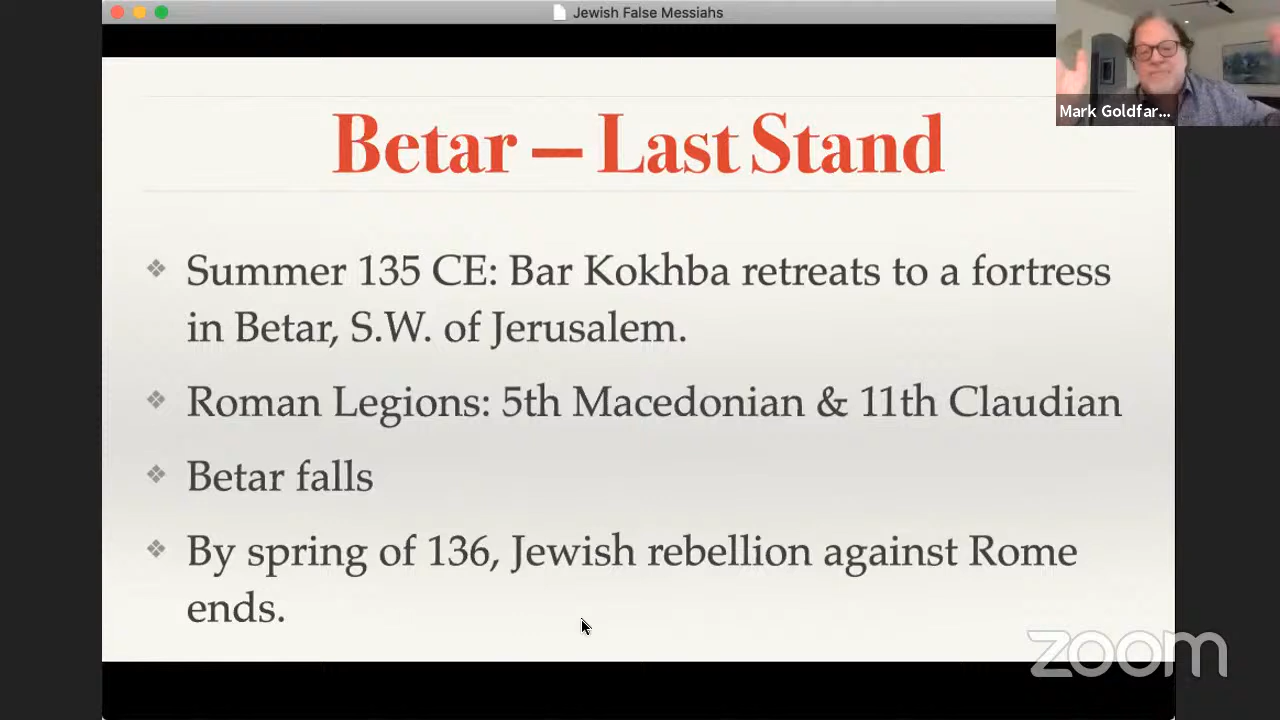 Jewish False Messiahs
Mark Goldfar...
Betar – Last Stand
Summer 135 CE: Bar Kokhba retreats to a fortress
in Betar, S.W. of Jerusalem.
Roman Legions: 5th Macedonian & 11th Claudian
Betar falls
By spring of 136, Jewish rebellion against Rome
ends.
zoom